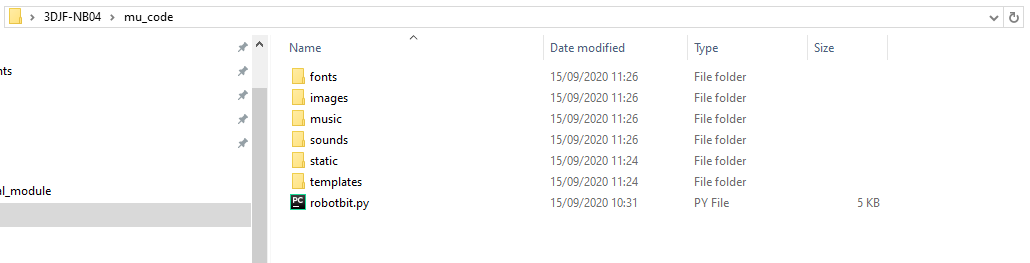 3DJF-NB04 mu_code
Name Date modified Type Size
nts
fonts 15/09/2020 11:26 File folder
images 15/09/2020 11:26 File folder
music 15/09/2020 11:26 File folder
sounds 15/09/2020 11:26 File folder
static 15/09/2020 11:24 File folder
templates 15/09/2020 11:24 File folder
al_module
PC robotbit.py 15/09/2020 10:31 PY File 5 KB